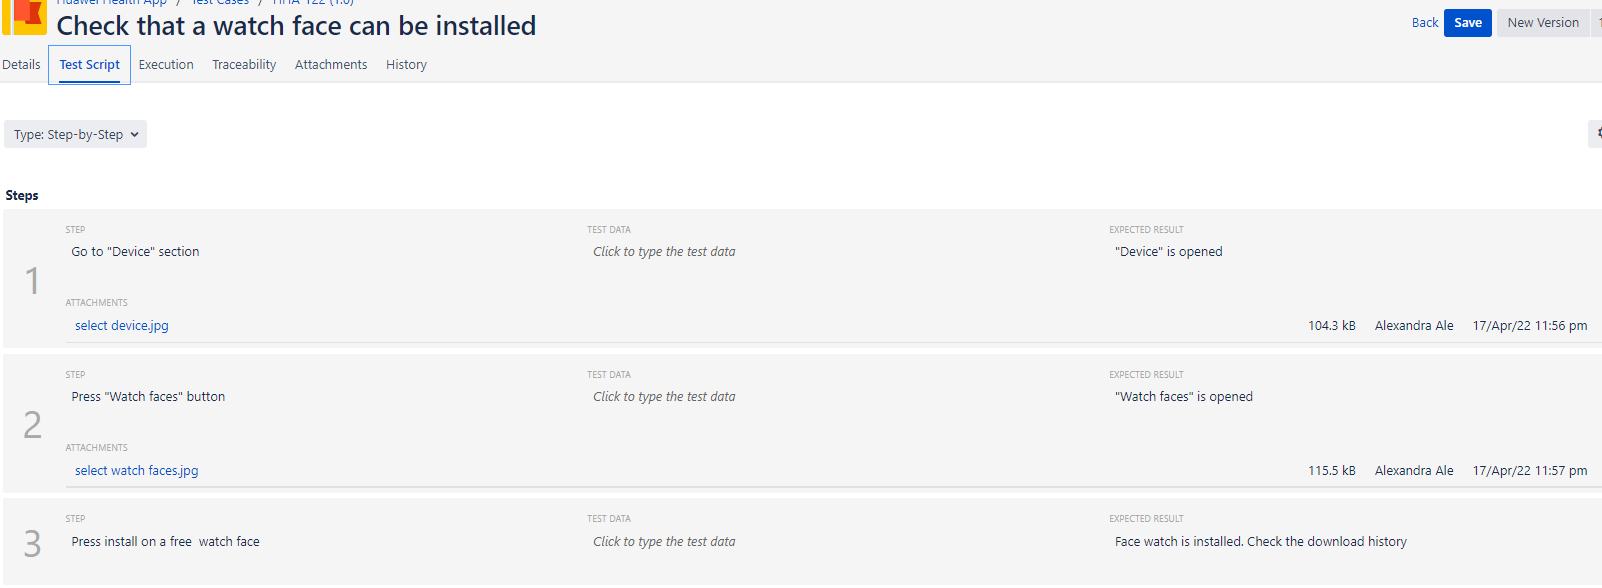 Huawei Health App / Test Cases / HHA-T22 (1.0)
Check that a watch face can be installed
Back Save New Version
Details Test Script Execution Traceability Attachments History
Type: Step-by-Step
Steps
STEP TEST DATA EXPECTED RESULT
Go to "Device" section Click to type the test data "Device" is opened
1
ATTACHMENTS
select device.jpg 104.3 kB Alexandra Ale 17/Apr/22 11:56 pm
STEP TEST DATA EXPECTED RESULT
Press "Watch faces" button Click to type the test data "Watch faces" is opened
2
ATTACHMENTS
select watch faces.jpg 115.5 kB Alexandra Ale 17/Apr/22 11:57 pm
STEP TEST DATA EXPECTED RESULT
3
Press install on a free  watch face Click to type the test data Face watch is installed. Check the download history